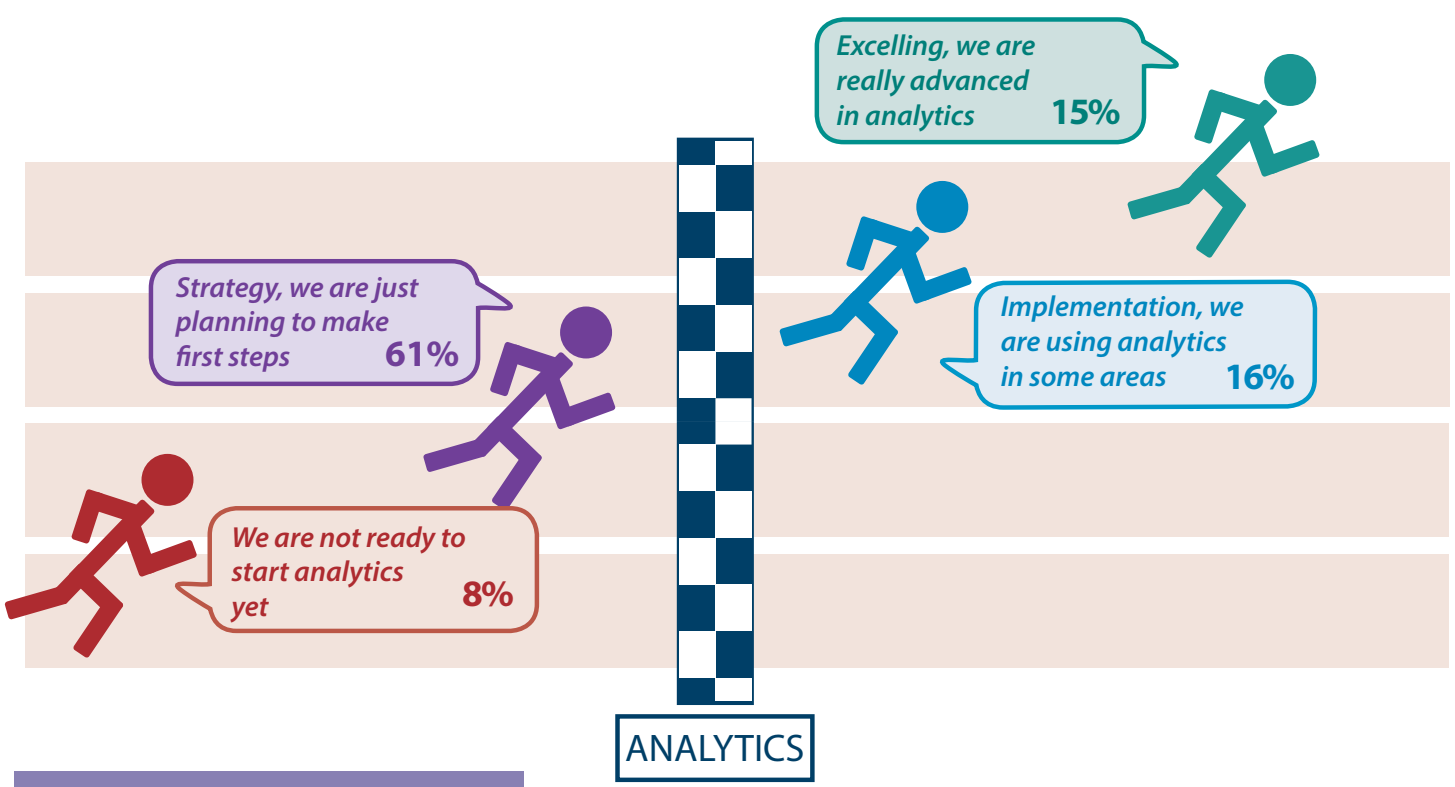 Excelling, we are
really advanced
in analytics 15%
Strategy, we are just
planning to make
first steps 61%
Implementation, we
are using analytics
in some areas 16%
We are not ready to
start analytics
yet 8%
ANALYTICS